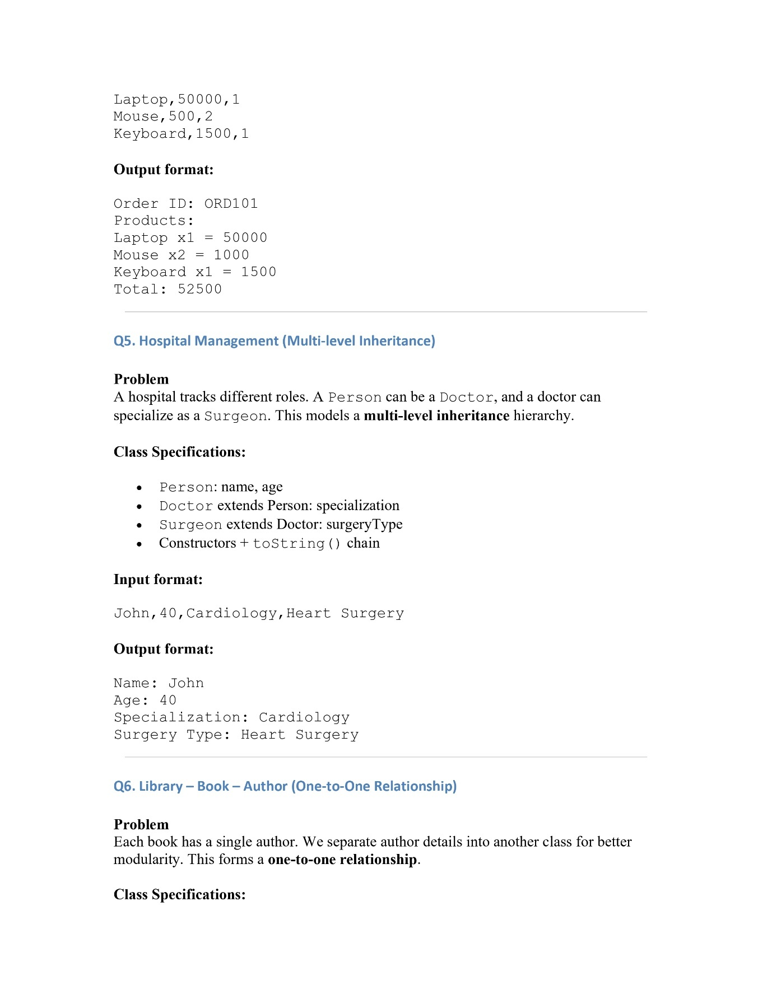 Laptop,50000,1
Mouse,500,2
Keyboard,1500,1
Output format:
Order ID: ORD101
Products:
Laptop x1 = 50000
Mouse x2 = 1000
Keyboard x1 = 1500
Total: 52500
Q5. Hospital Management (Multi-level Inheritance)
Problem
A hospital tracks different roles. A Person can be a Doctor, and a doctor can
specialize as a Surgeon. This models a multi-level inheritance hierarchy.
Class Specifications:
• Person: name, age
• Doctor extends Person: specialization
• Surgeon extends Doctor: surgeryType
• Constructors + toString() chain
Input format:
John,40,Cardiology,Heart Surgery
Output format:
Name: John
Age: 40
Specialization: Cardiology
Surgery Type: Heart Surgery
Q6. Library – Book – Author (One-to-One Relationship)
Problem
Each book has a single author. We separate author details into another class for better
modularity. This forms a one-to-one relationship.
Class Specifications: